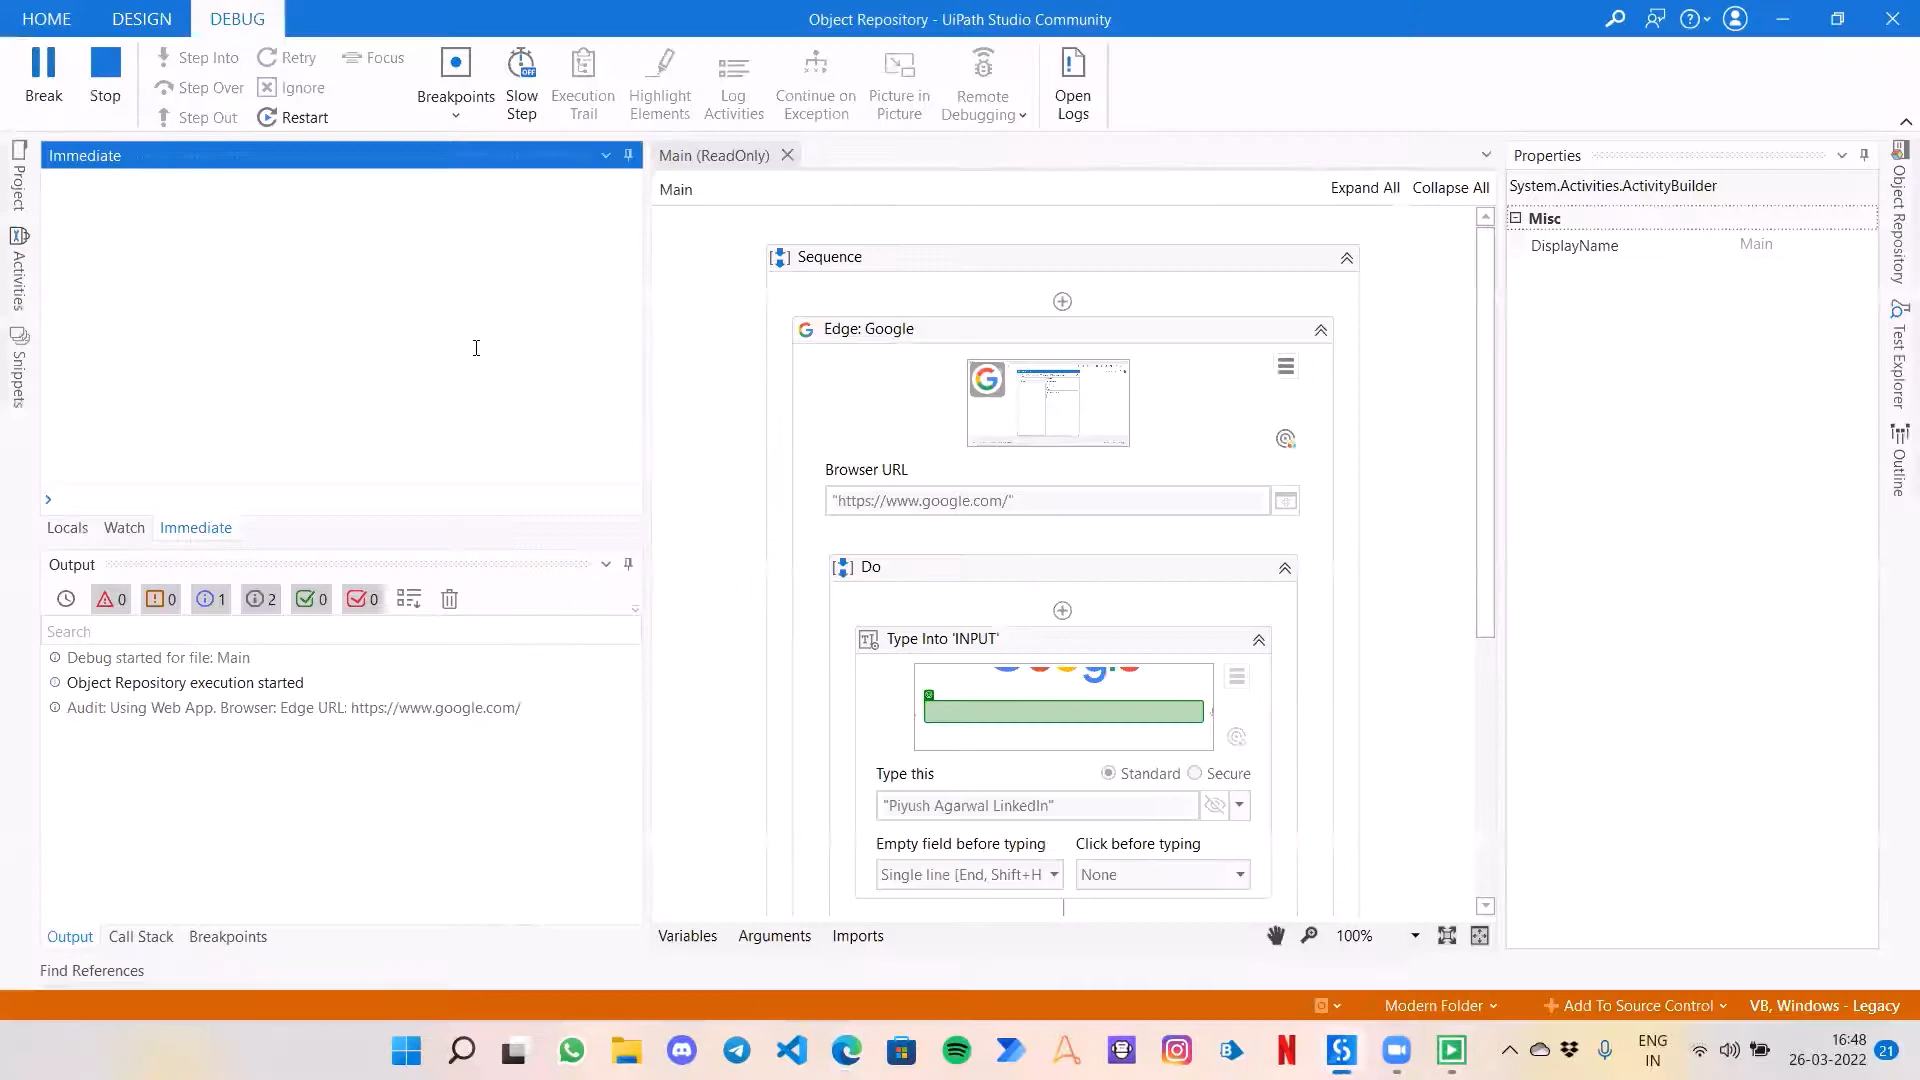 HOME DESIGN DEBUG
Object Repository - UiPath Studio Community
Break
Stop
Step Into
Step Over
Step Out
Retry
Ignore
Restart
Focus
Breakpoints
Slow
Step
Execution
Trail
Highlight
Elements
Log
Activities
Continue on
Exception
Picture in
Picture
Remote
Debugging
Open
Logs
Project
Activities
Snippets
Immediate
Locals Watch Immediate
Output
0 0 1 2 0 0
Search
Debug started for file: Main
Object Repository execution started
Audit: Using Web App. Browser: Edge URL: https://www.google.com/
Output Call Stack Breakpoints
Find References
Main (ReadOnly)
Main
Expand All Collapse All
Sequence
Edge: Google
Browser URL
"https://www.google.com/"
Do
Type Into 'INPUT'
Type this
Standard Secure
"Piyush Agarwal LinkedIn"
Empty field before typing Click before typing
Single line [End, Shift+H None
Variables Arguments Imports
100%
Properties
System.Activities.ActivityBuilder
Misc
DisplayName Main
Object Repository
Test Explorer
Outline
Modern Folder
Add To Source Control
VB, Windows - Legacy
ENG
IN
16:48
26-03-2022
21